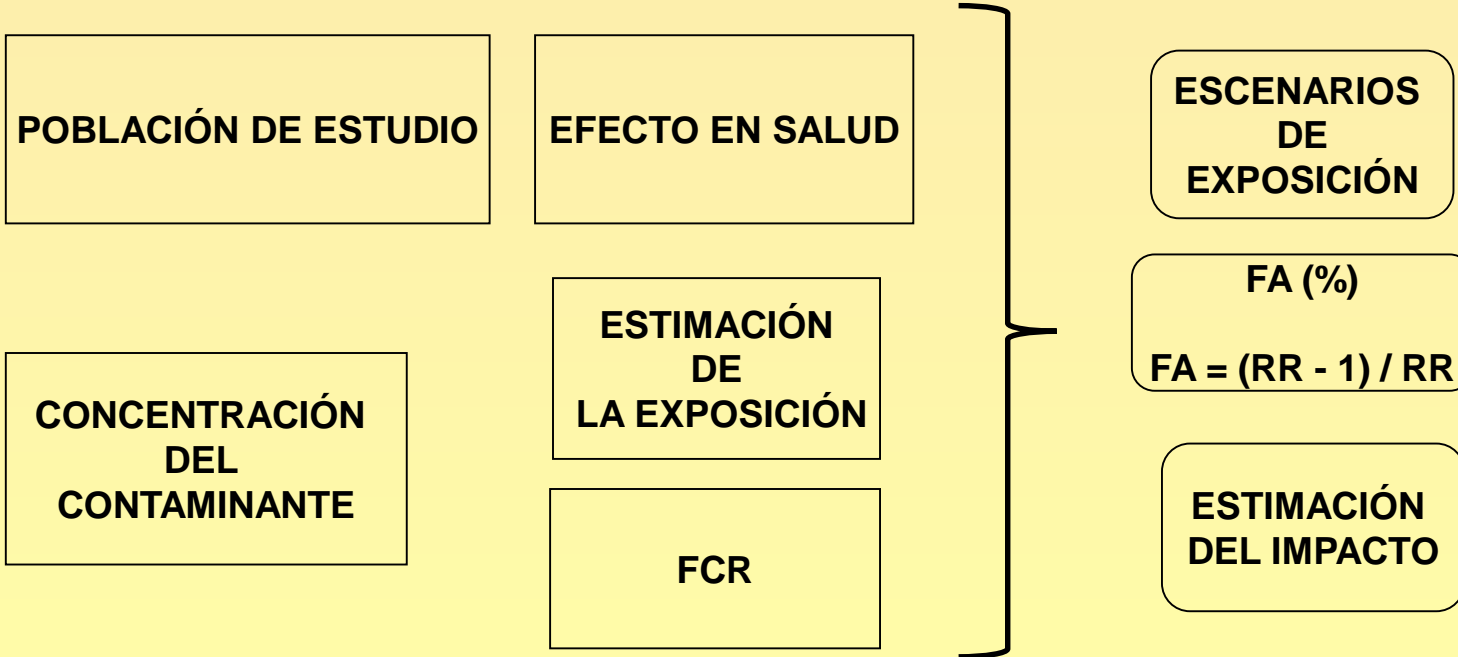 POBLACIÓN DE ESTUDIO
EFECTO EN SALUD
CONCENTRACIÓN
DEL
CONTAMINANTE
ESTIMACIÓN
DE
LA EXPOSICIÓN
FCR
ESCENARIOS
DE
EXPOSICIÓN
FA (%)
FA = (RR - 1) / RR
ESTIMACIÓN
DEL IMPACTO